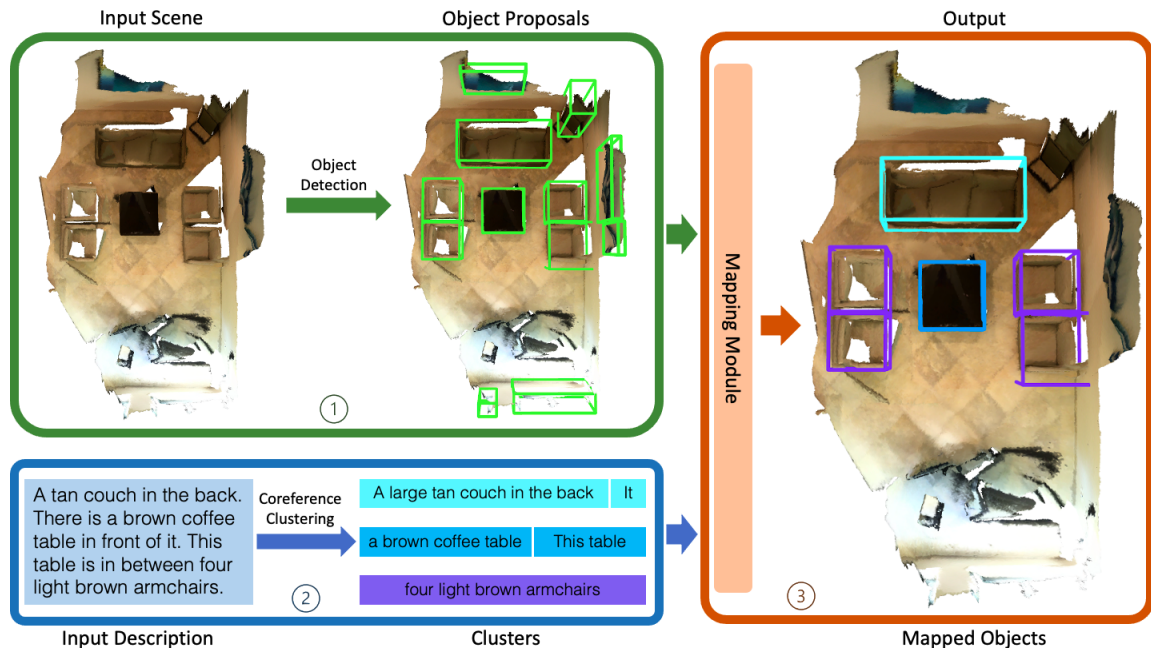 Input Scene
Object Proposals
Output
Object
Detection
1
Mapping Module
3
A tan couch in the back.
There is a brown coffee
table in front of it. This
table is in between four
light brown armchairs.
Coreference
Clustering
A large tan couch in the back
It
a brown coffee table
This table
four light brown armchairs
2
Input Description
Clusters
Mapped Objects